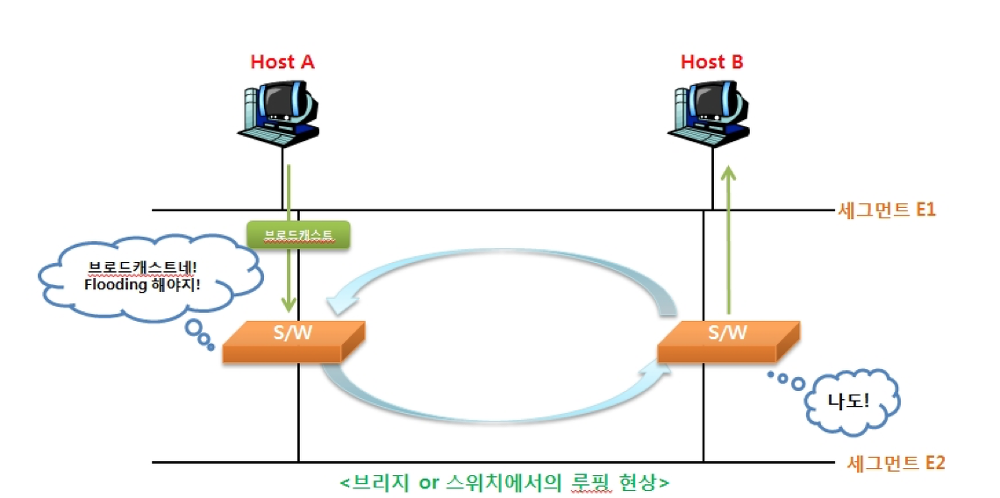 Host A
Host B
세그먼트 E1
브로드캐스트
브로드캐스트네!
Flooding 해야지!
S/W
S/W
나도!
세그먼트 E2
<브리지 or 스위치에서의 루핑 현상>